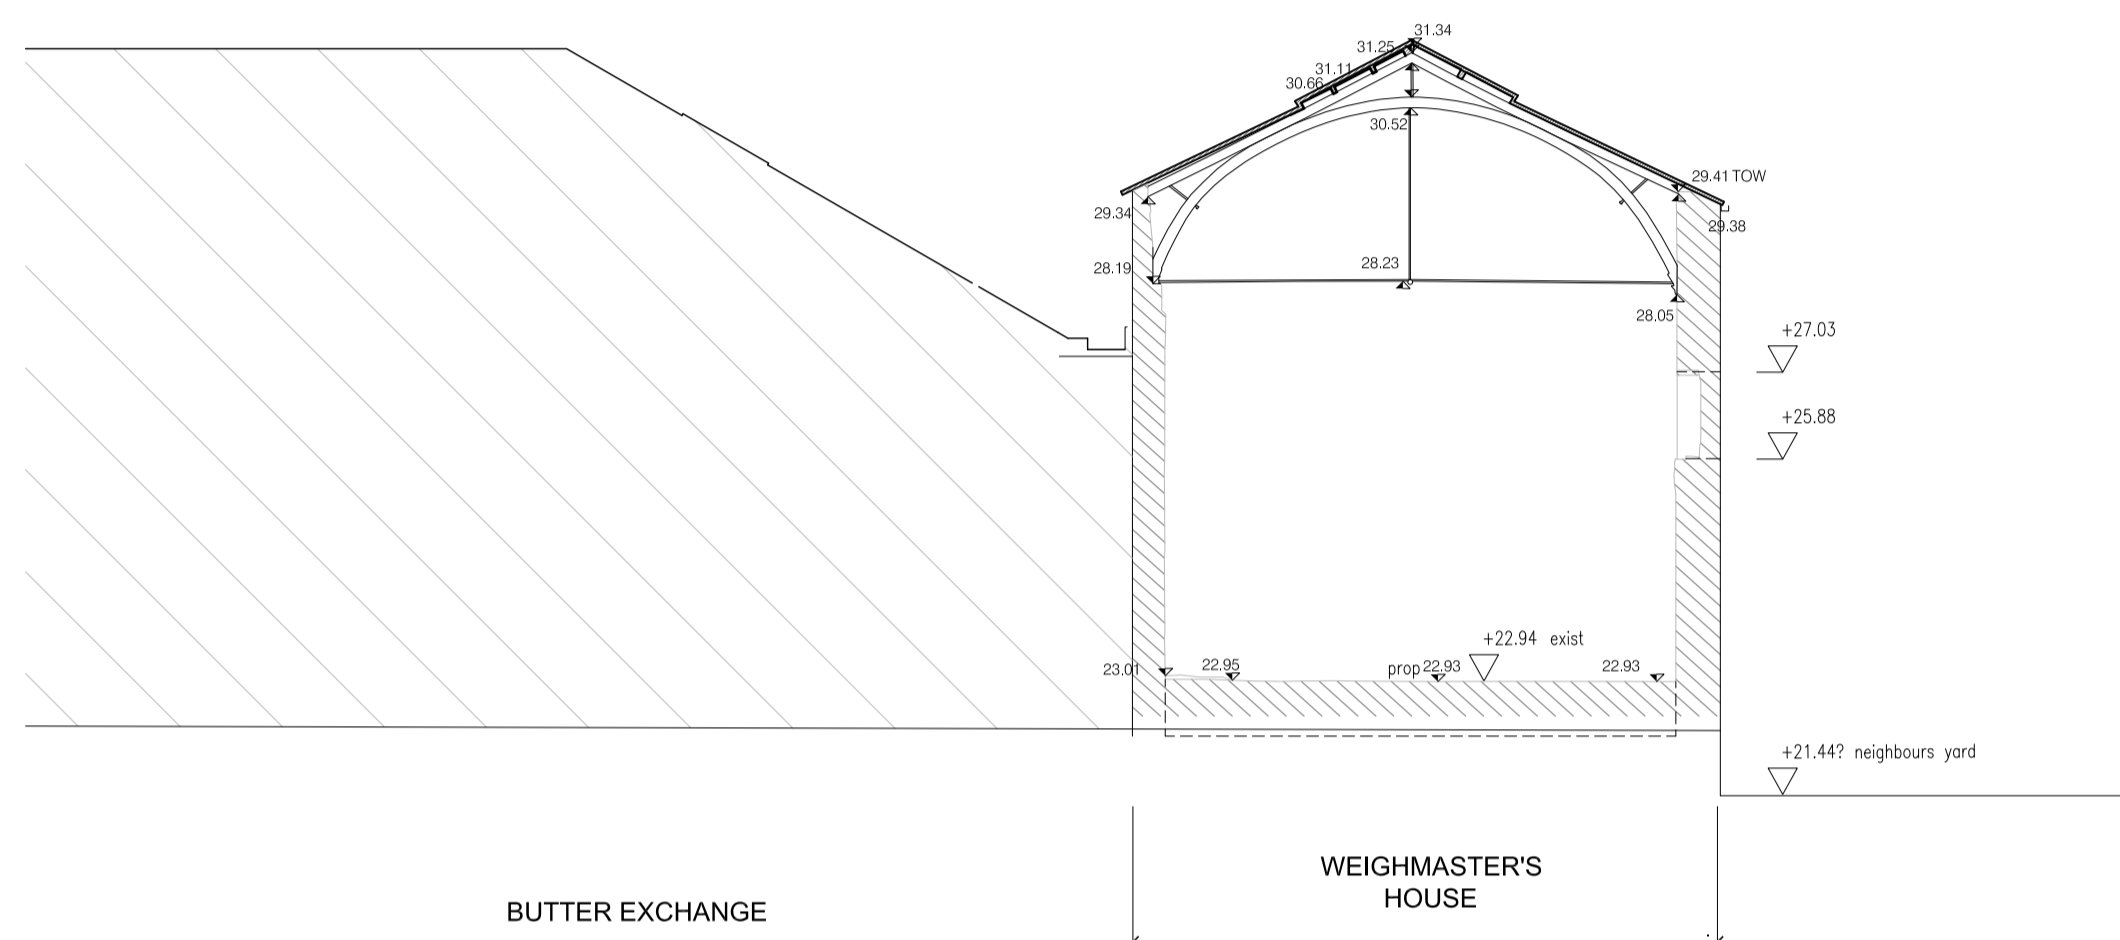 31.34
31.25
31.11
30.66
30.52
29.41 TOW
29.34
29.38
28.19
28.23
28.05
+27.03
+25.88
+22.94 exist
23.01
22.95
prop 22.93
22.93
+21.44? neighbours yard
WEIGHMASTER'S
HOUSE
BUTTER EXCHANGE